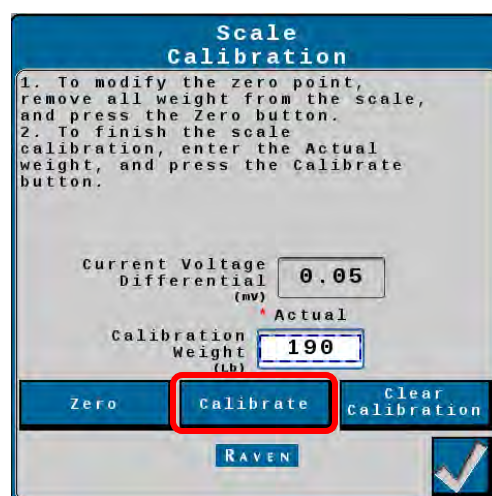 Scale
Calibration
1. To modify the zero point,
remove all weight from the scale,
and press the Zero button.
2. To finish the scale
calibration, enter the Actual
weight, and press the Calibrate
button.
Current Voltage
Differential
(mV)
0.05
* Actual
Calibration
Weight
(Lb)
190
Zero
Calibrate
Clear
Calibration
RAVEN